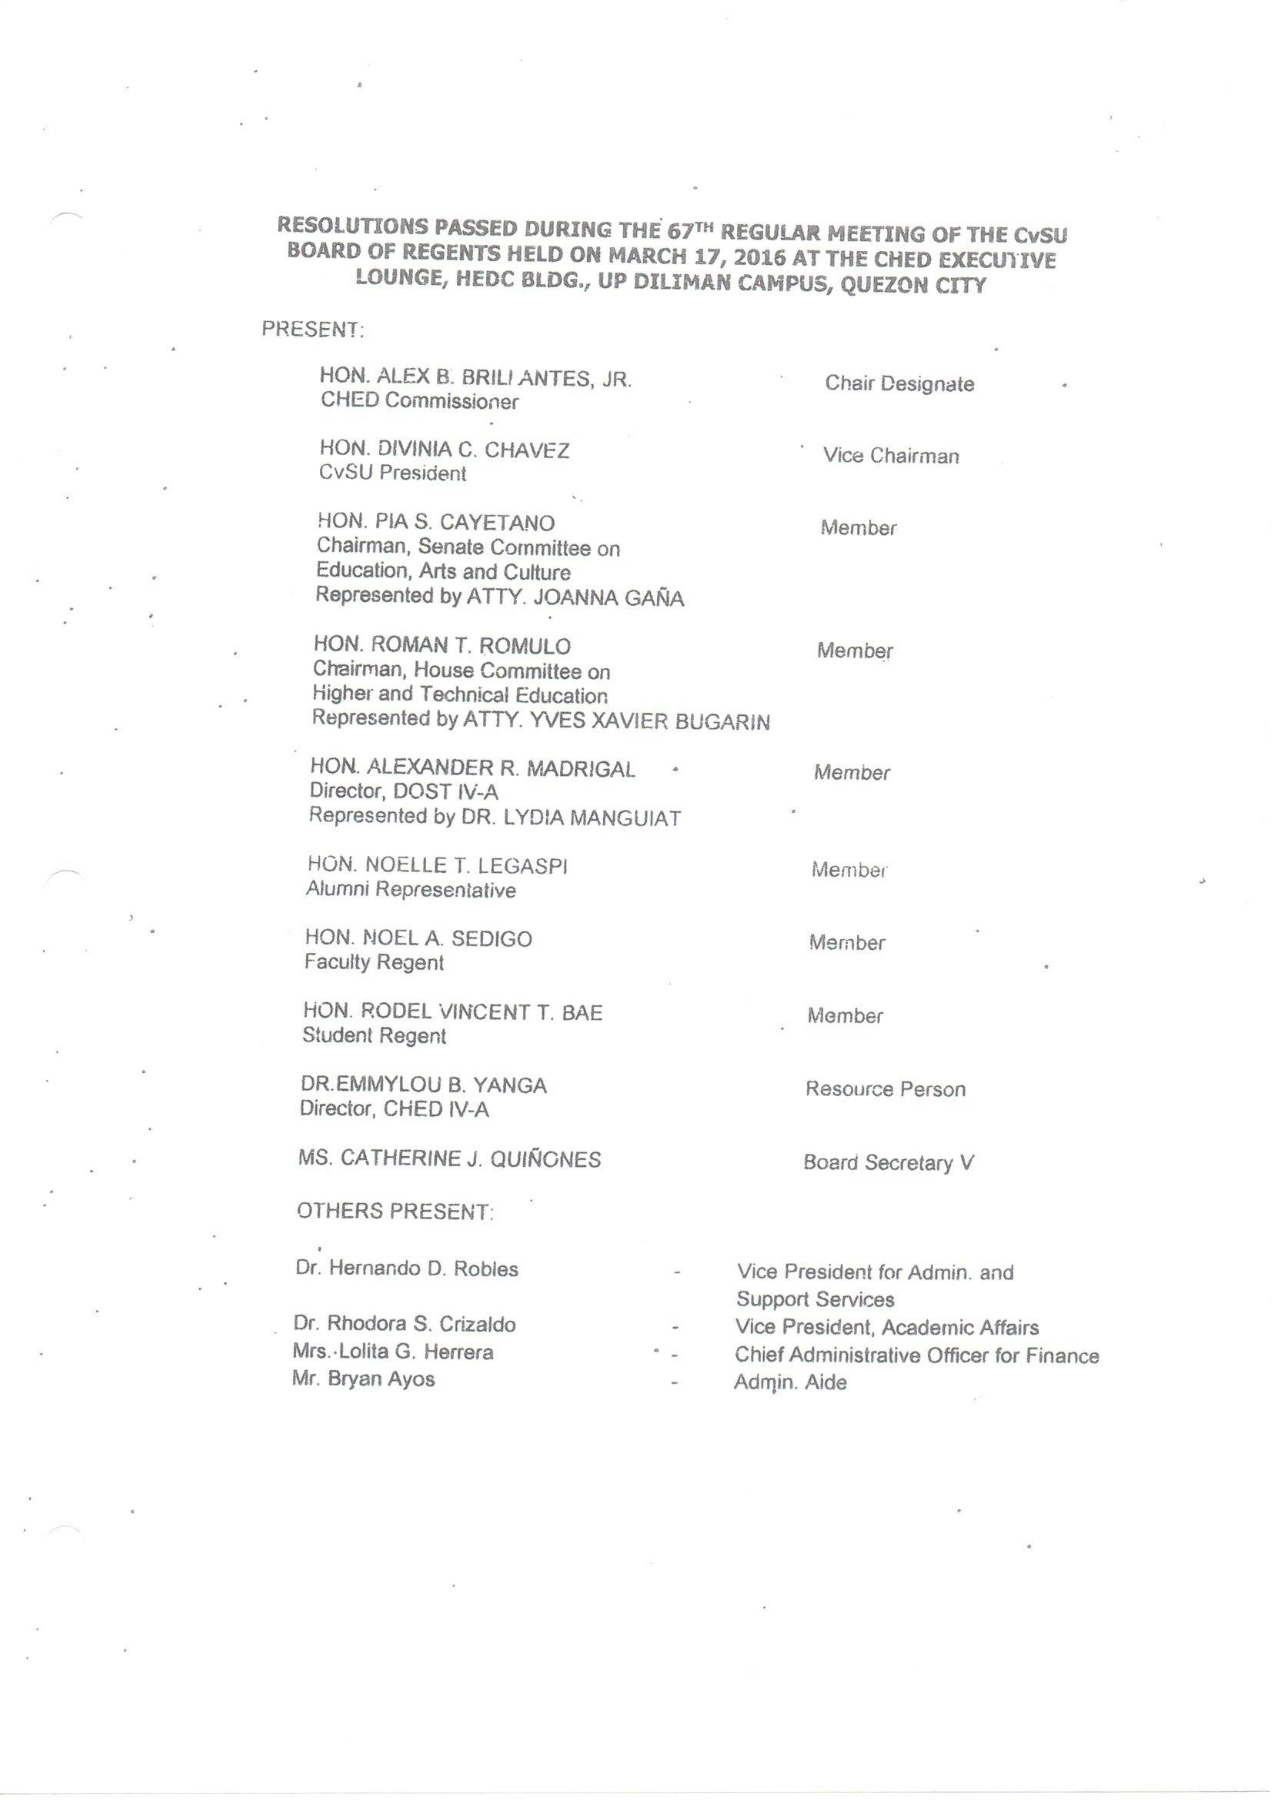 RESOLUTIONS PASSED DURING THE 67TH REGULAR MEETING OF THE CvSU
BOARD OF REGENTS HELD ON MARCH 17, 2016 AT THE CHED EXECUTIVE
LOUNGE, HEDC BLDG., UP DILIMAN CAMPUS, QUEZON CITY
PRESENT:
HON. ALEX B. BRILLANTES, JR. Chair Designate
CHED Commissioner
HON. DIVINIA C. CHAVEZ Vice Chairman
CvSU President
HON. PIA S. CAYETANO Member
Chairman, Senate Committee on
Education, Arts and Culture
Represented by ATTY. JOANNA GAÑA
HON. ROMAN T. ROMULO Member
Chairman, House Committee on
Higher and Technical Education
Represented by ATTY. YVES XAVIER BUGARIN
HON. ALEXANDER R. MADRIGAL Member
Director, DOST IV-A
Represented by DR. LYDIA MANGUIAT
HON. NOELLE T. LEGASPI Member
Alumni Representative
HON. NOEL A. SEDIGO Member
Faculty Regent
HON. RODEL VINCENT T. BAE Member
Student Regent
DR.EMMYLOU B. YANGA Resource Person
Director, CHED IV-A
MS. CATHERINE J. QUIÑONES Board Secretary V
OTHERS PRESENT:
Dr. Hernando D. Robles - Vice President for Admin. and
Support Services
Dr. Rhodora S. Crizaldo - Vice President, Academic Affairs
Mrs. Lolita G. Herrera - Chief Administrative Officer for Finance
Mr. Bryan Ayos - Admin. Aide